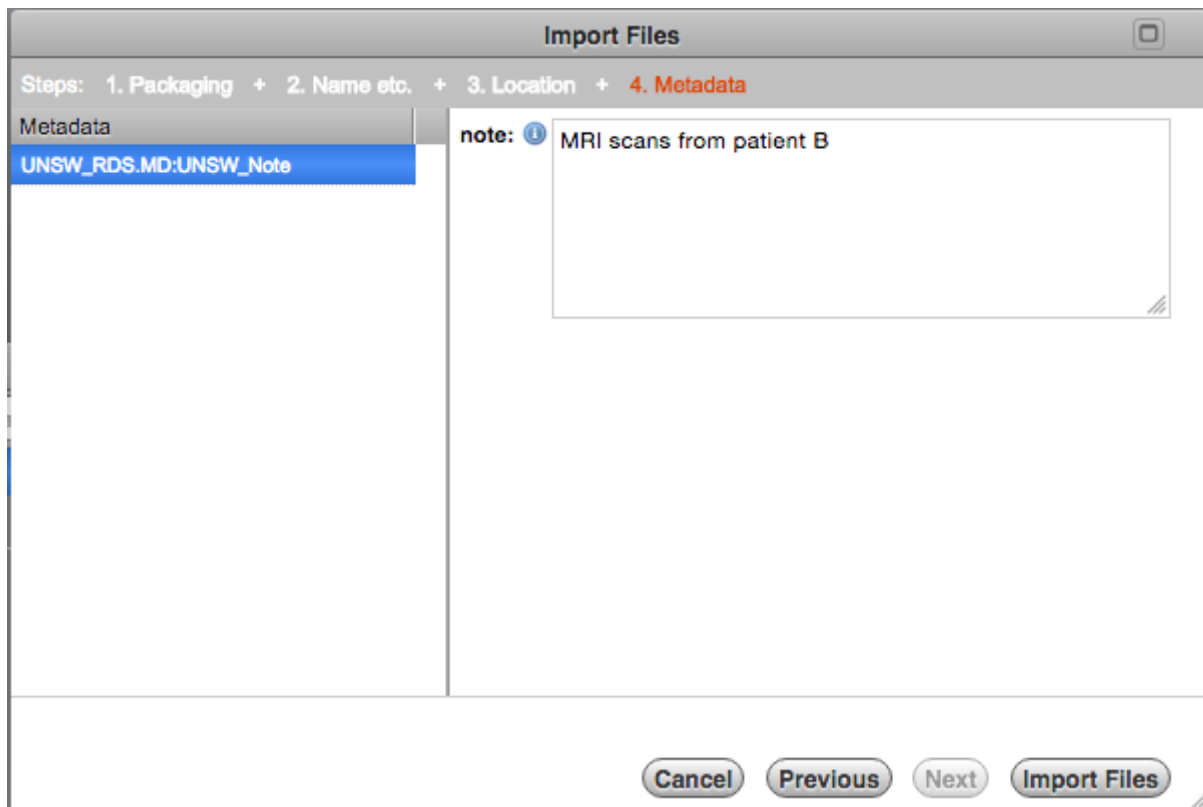 Import Files
Steps: 1. Packaging + 2. Name etc. + 3. Location + 4. Metadata
Metadata
UNSW_RDS.MD:UNSW_Note
note: MRI scans from patient B
Cancel Previous Next Import Files